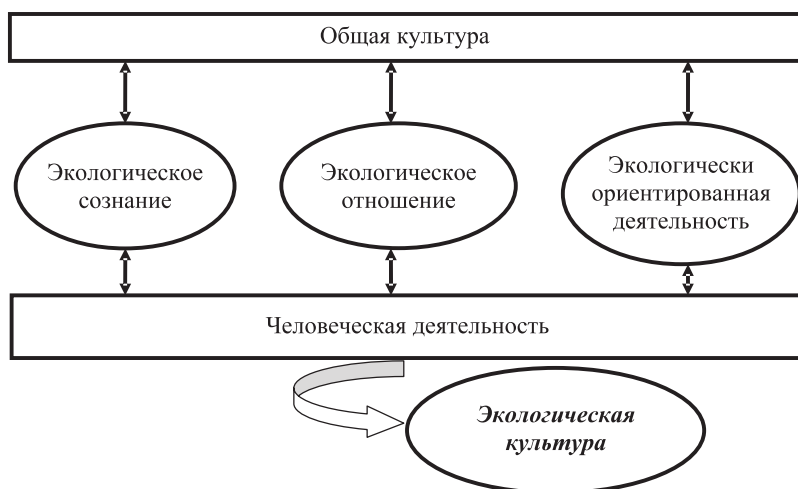 Общая культура
Экологическое
сознание
Экологическое
отношение
Экологически
ориентированная
деятельность
Человеческая деятельность
Экологическая
культура